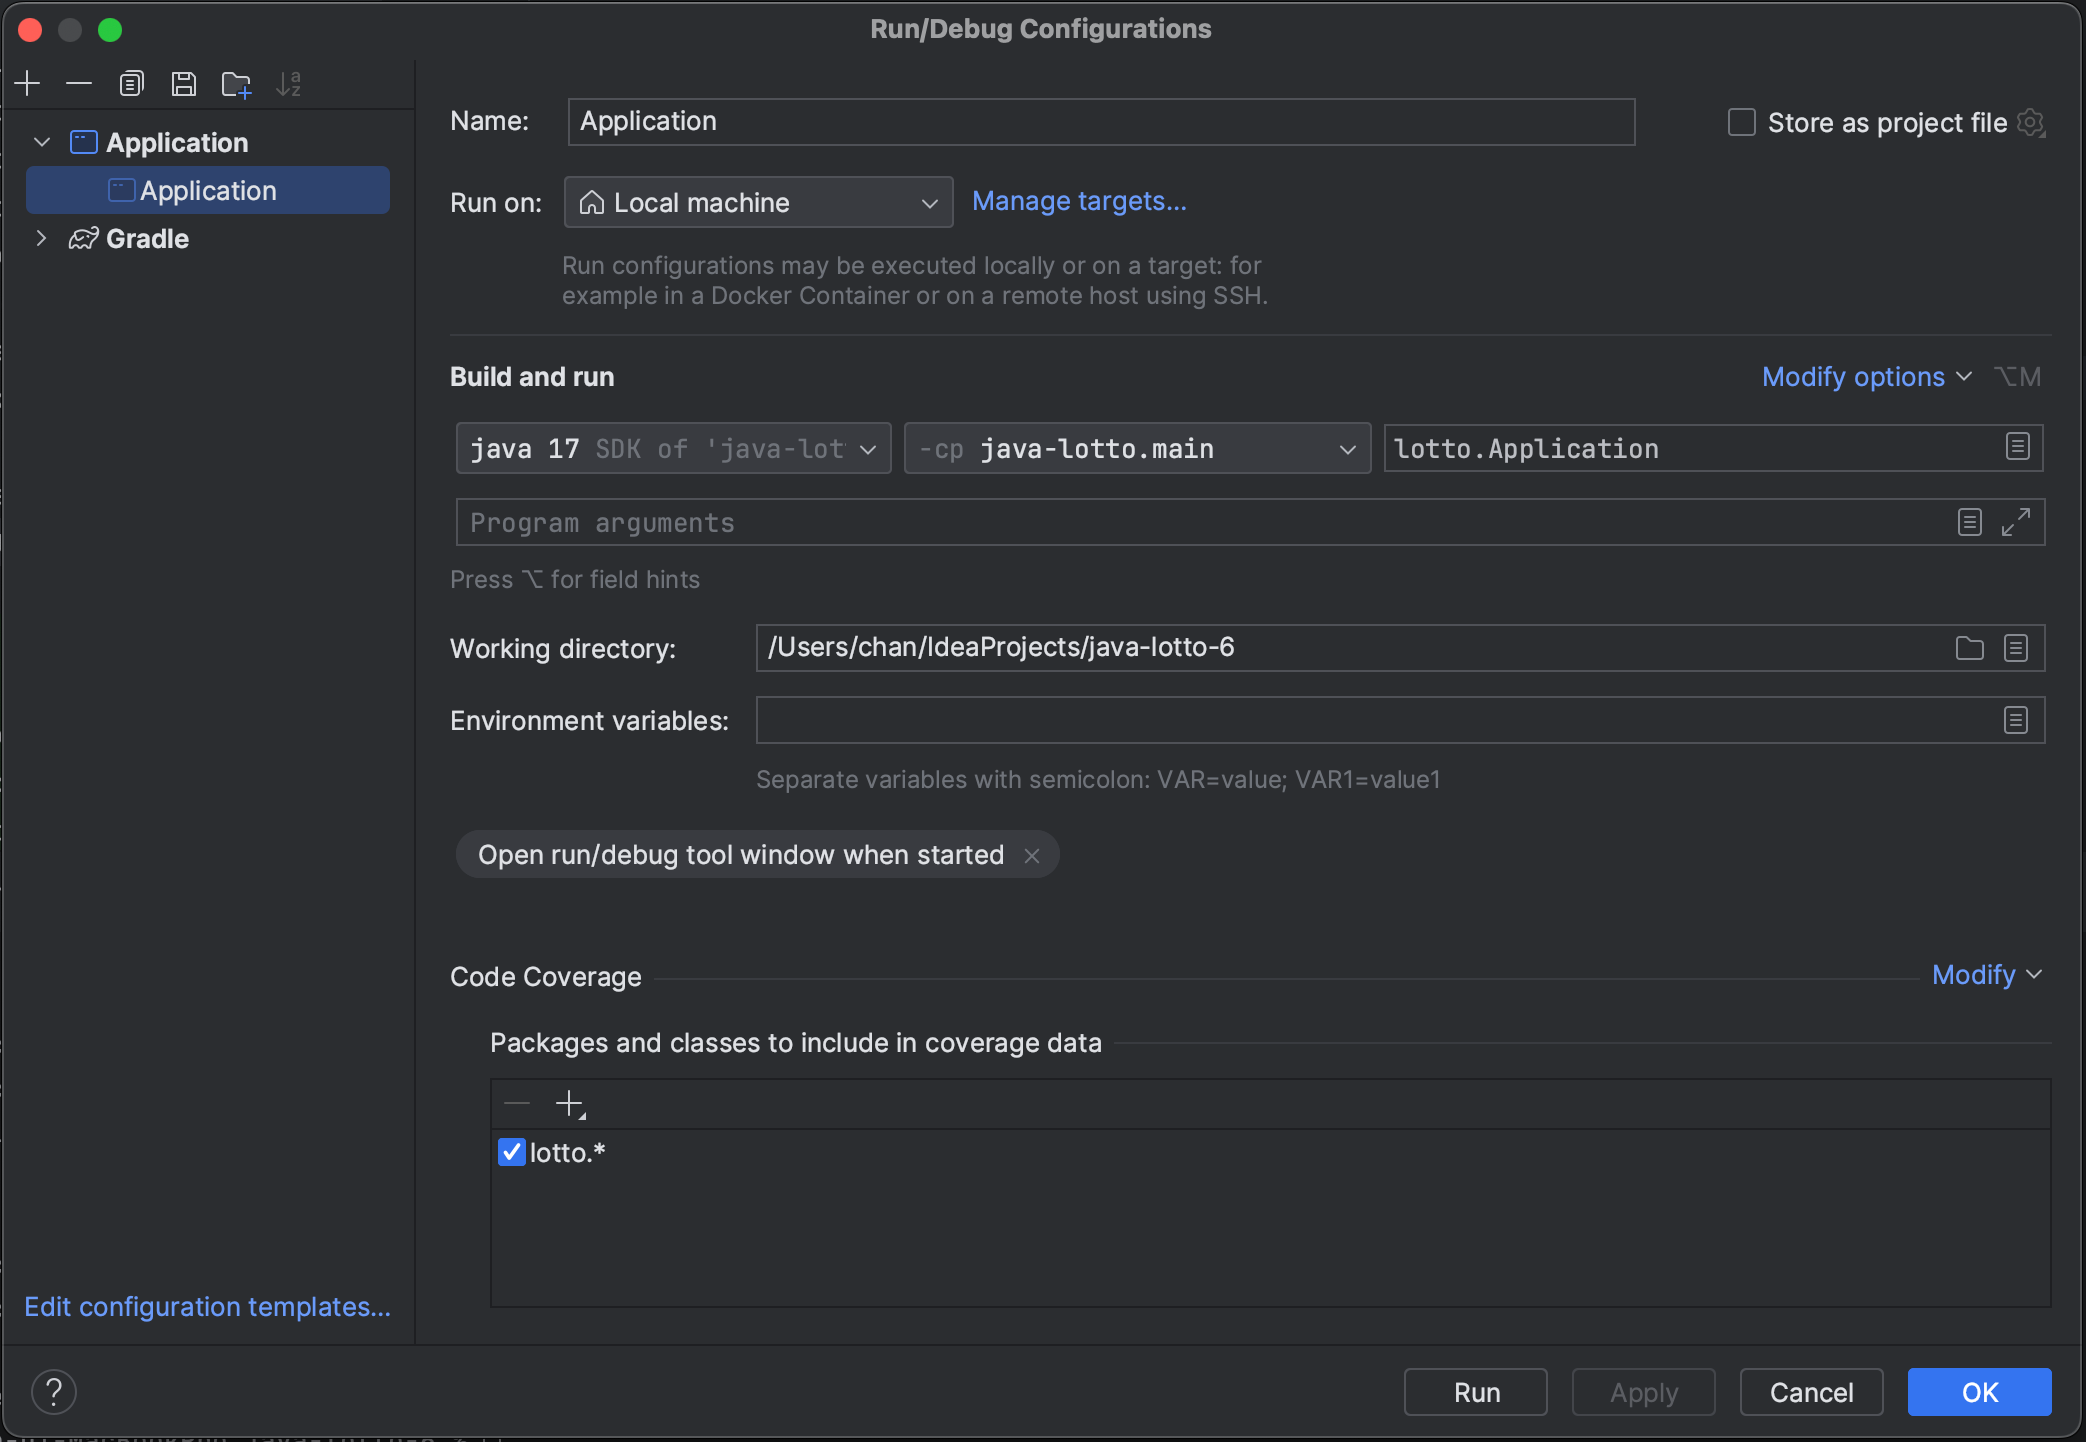 Run/Debug Configurations
Application
Application
Gradle
Edit configuration templates...
Name: Application
Store as project file
Run on: Local machine
Manage targets...
Run configurations may be executed locally or on a target: for
example in a Docker Container or on a remote host using SSH.
Build and run
Modify options ⌥M
java 17 SDK of 'java-lot
-cp java-lotto.main
lotto.Application
Program arguments
Press ⌥ for field hints
Working directory: /Users/chan/IdeaProjects/java-lotto-6
Environment variables:
Separate variables with semicolon: VAR=value; VAR1=value1
Open run/debug tool window when started
Code Coverage
Modify
Packages and classes to include in coverage data
lotto.*
?
Run
Apply
Cancel
OK